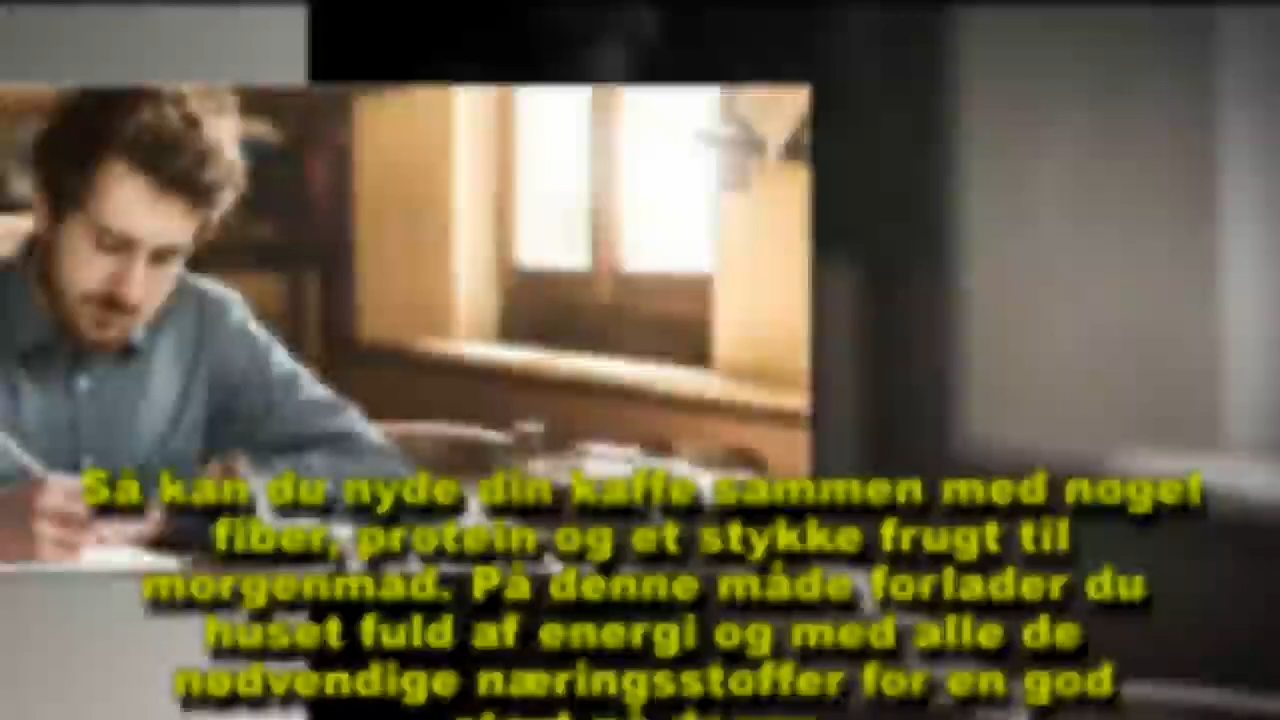 Så kan du nyde din kaffe sammen med noget
fiber, protein og et stykke frugt til
morgenmad. På denne måde forlader du
huset fuld af energi og med alle de
nødvendige næringsstoffer for en god